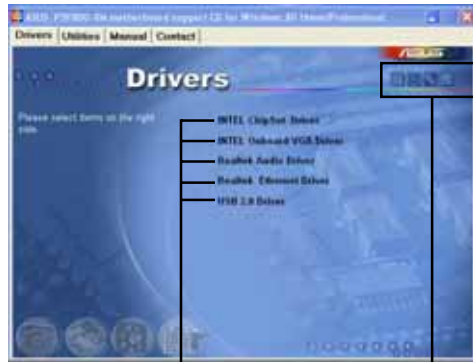 Drivers Utilities Manual Contact
Drivers
Please select items on the right
side.
INTEL ChipSet Driver
INTEL Onboard VGA Driver
Realtek Audio Driver
Realtek Ethernet Driver
USB 2.0 Driver